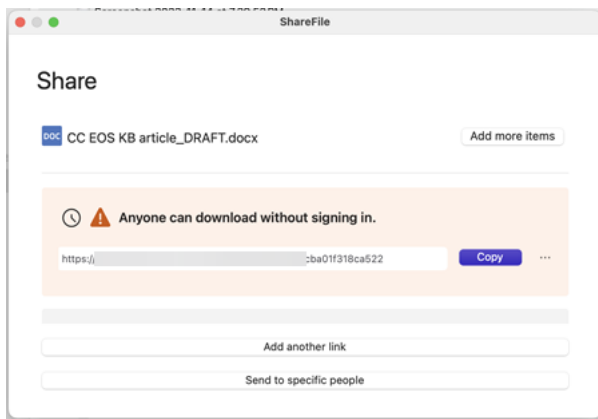 ShareFile
Share
DOC CC EOS KB article_DRAFT.docx
Add more items
Anyone can download without signing in.
https:// cba01f318ca522
Copy
...
Add another link
Send to specific people